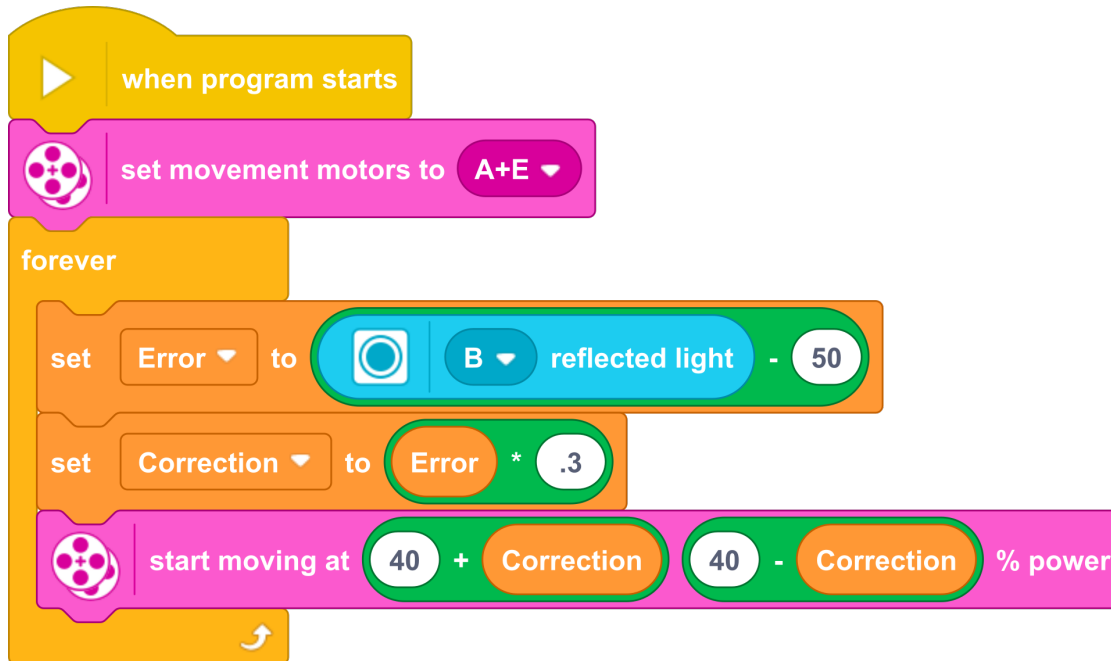 when program starts
set movement motors to A+E
forever
set Error to B reflected light - 50
set Correction to Error * .3
start moving at 40 + Correction 40 - Correction % power